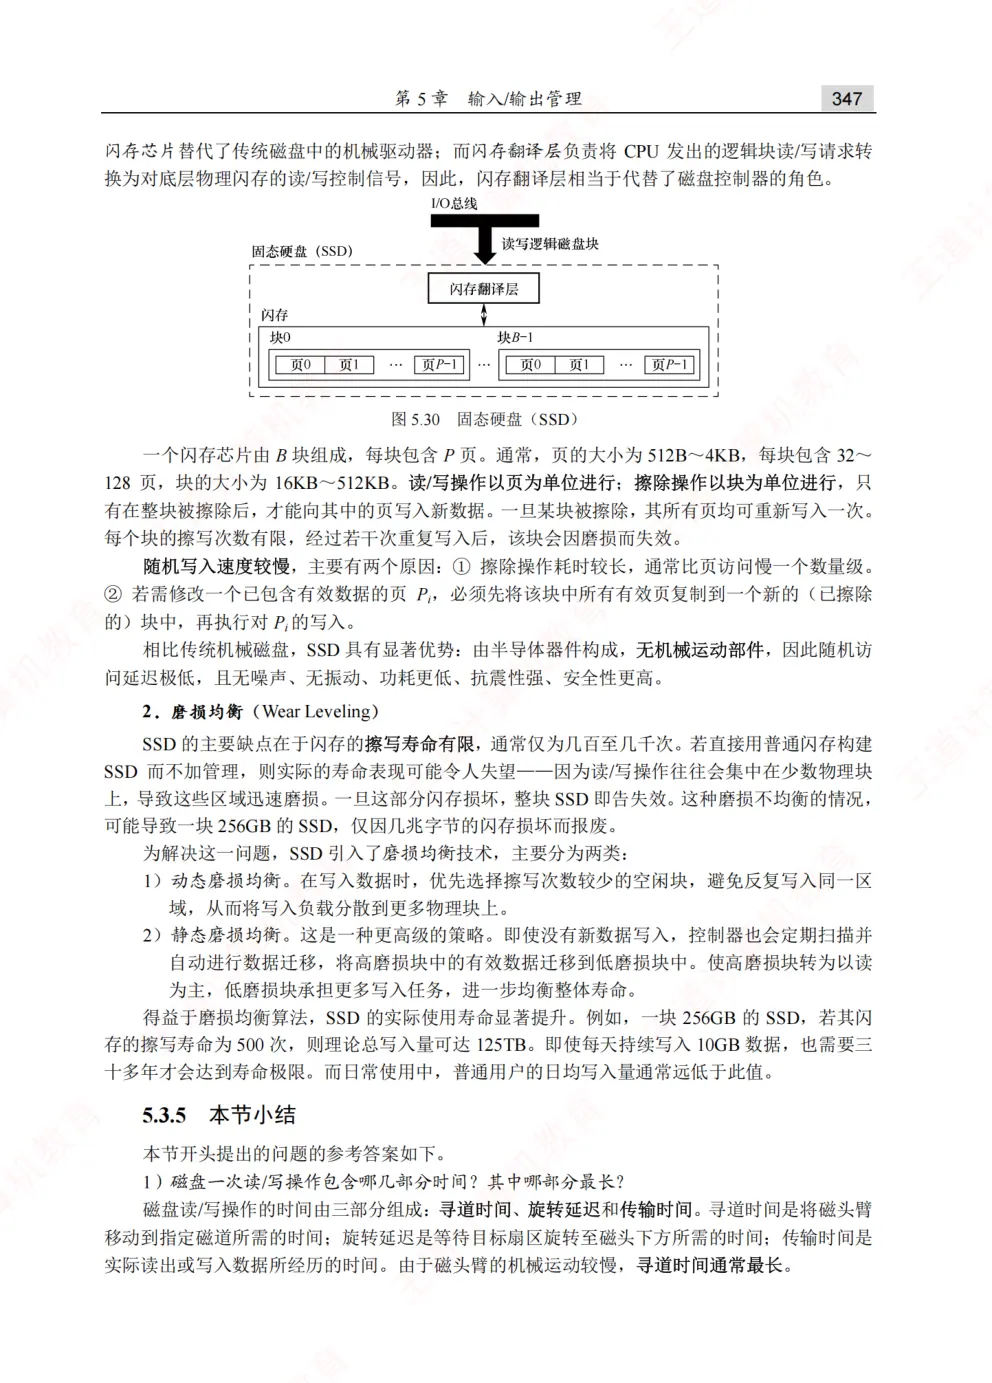 第 5 章 输入/输出管理 347
闪存芯片替代了传统磁盘中的机械驱动器；而闪存翻译层负责将 CPU 发出的逻辑块读/写请求转
换为对底层物理闪存的读/写控制信号，因此，闪存翻译层相当于代替了磁盘控制器的角色。
I/O总线
读写逻辑磁盘块
固态硬盘（SSD）
闪存翻译层
闪存
块0 块B-1
页0 页1 … 页P-1 … 页0 页1 … 页P-1
图 5.30 固态硬盘（SSD）
一个闪存芯片由 B 块组成，每块包含 P 页。通常，页的大小为 512B～4KB，每块包含 32～
128 页，块的大小为 16KB～512KB。读/写操作以页为单位进行；擦除操作以块为单位进行，只
有在整块被擦除后，才能向其中的页写入新数据。一旦某块被擦除，其所有页均可重新写入一次。
每个块的擦写次数有限，经过若干次重复写入后，该块会因磨损而失效。
随机写入速度较慢，主要有两个原因：① 擦除操作耗时较长，通常比页访问慢一个数量级。
② 若需修改一个已包含有效数据的页 Pi，必须先将该块中所有有效页复制到一个新的（已擦除
的）块中，再执行对 Pi 的写入。
相比传统机械磁盘，SSD 具有显著优势：由半导体器件构成，无机械运动部件，因此随机访
问延迟极低，且无噪声、无振动、功耗更低、抗震性强、安全性更高。
2．磨损均衡（Wear Leveling）
SSD 的主要缺点在于闪存的擦写寿命有限，通常仅为几百至几千次。若直接用普通闪存构建
SSD 而不加管理，则实际的寿命表现可能令人失望——因为读/写操作往往会集中在少数物理块
上，导致这些区域迅速磨损。一旦这部分闪存损坏，整块 SSD 即告失效。这种磨损不均衡的情况，
可能导致一块 256GB 的 SSD，仅因几兆字节的闪存损坏而报废。
为解决这一问题，SSD 引入了磨损均衡技术，主要分为两类：
1）动态磨损均衡。在写入数据时，优先选择擦写次数较少的空闲块，避免反复写入同一区
域，从而将写入负载分散到更多物理块上。
2）静态磨损均衡。这是一种更高级的策略。即使没有新数据写入，控制器也会定期扫描并
自动进行数据迁移，将高磨损块中的有效数据迁移到低磨损块中。使高磨损块转为以读
为主，低磨损块承担更多写入任务，进一步均衡整体寿命。
得益于磨损均衡算法，SSD 的实际使用寿命显著提升。例如，一块 256GB 的 SSD，若其闪
存的擦写寿命为 500 次，则理论总写入量可达 125TB。即使每天持续写入 10GB 数据，也需要三
十多年才会达到寿命极限。而日常使用中，普通用户的日均写入量通常远低于此值。
5.3.5 本节小结
本节开头提出的问题的参考答案如下。
1）磁盘一次读/写操作包含哪几部分时间？其中哪部分最长？
磁盘读/写操作的时间由三部分组成：寻道时间、旋转延迟和传输时间。寻道时间是将磁头臂
移动到指定磁道所需的时间；旋转延迟是等待目标扇区旋转至磁头下方所需的时间；传输时间是
实际读出或写入数据所经历的时间。由于磁头臂的机械运动较慢，寻道时间通常最长。